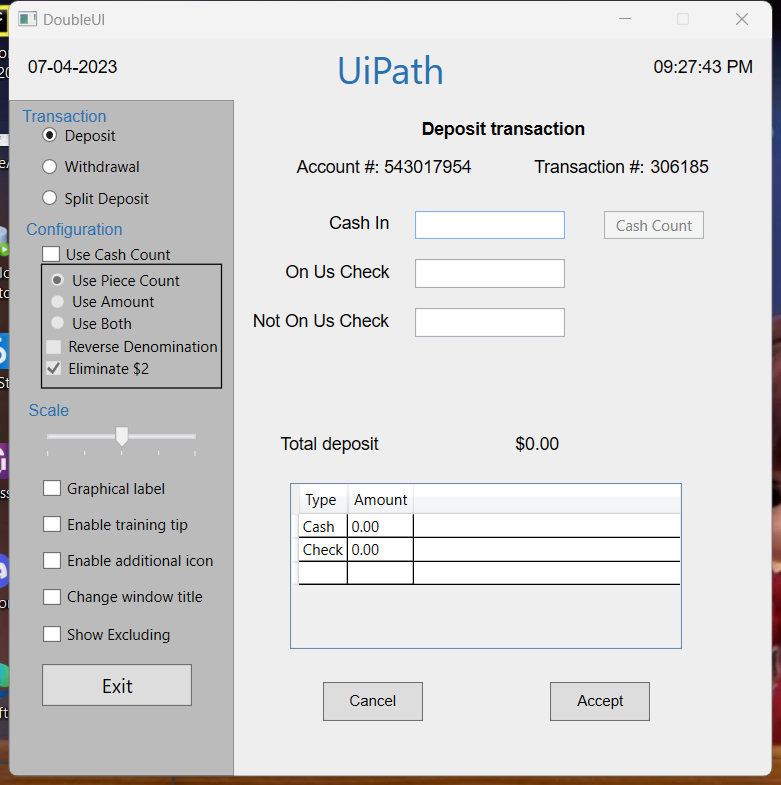 DoubleUI
07-04-2023
UiPath
09:27:43 PM
Transaction
Deposit
Withdrawal
Split Deposit
Configuration
Use Cash Count
Use Piece Count
Use Amount
Use Both
Reverse Denomination
Eliminate $2
Scale
Graphical label
Enable training tip
Enable additional icon
Change window title
Show Excluding
Exit
Deposit transaction
Account #: 543017954 Transaction #: 306185
Cash In
Cash Count
On Us Check
Not On Us Check
Total deposit $0.00
Type Amount
Cash 0.00
Check 0.00
Cancel Accept